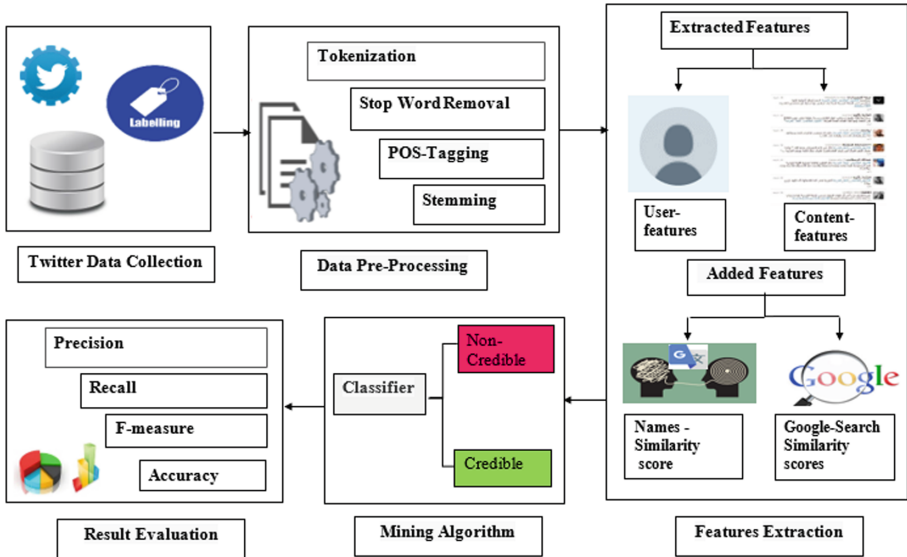 Labelling
Twitter Data Collection
Tokenization
Stop Word Removal
POS-Tagging
Stemming
Data Pre-Processing
Extracted Features
User-
features
Content-
features
Added Features
G
Names -
Similarity
score
Google
Google-Search
Similarity
scores
Features Extraction
Classifier
Non-
Credible
Credible
Mining Algorithm
Precision
Recall
F-measure
Accuracy
Result Evaluation